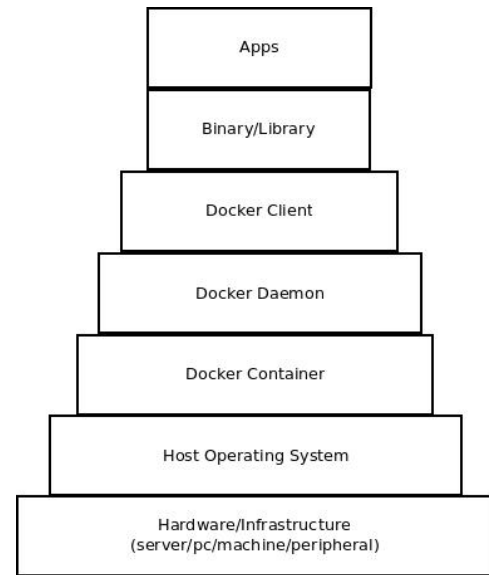 Apps
Binary/Library
Docker Client
Docker Daemon
Docker Container
Host Operating System
Hardware/Infrastructure
(server/pc/machine/peripheral)